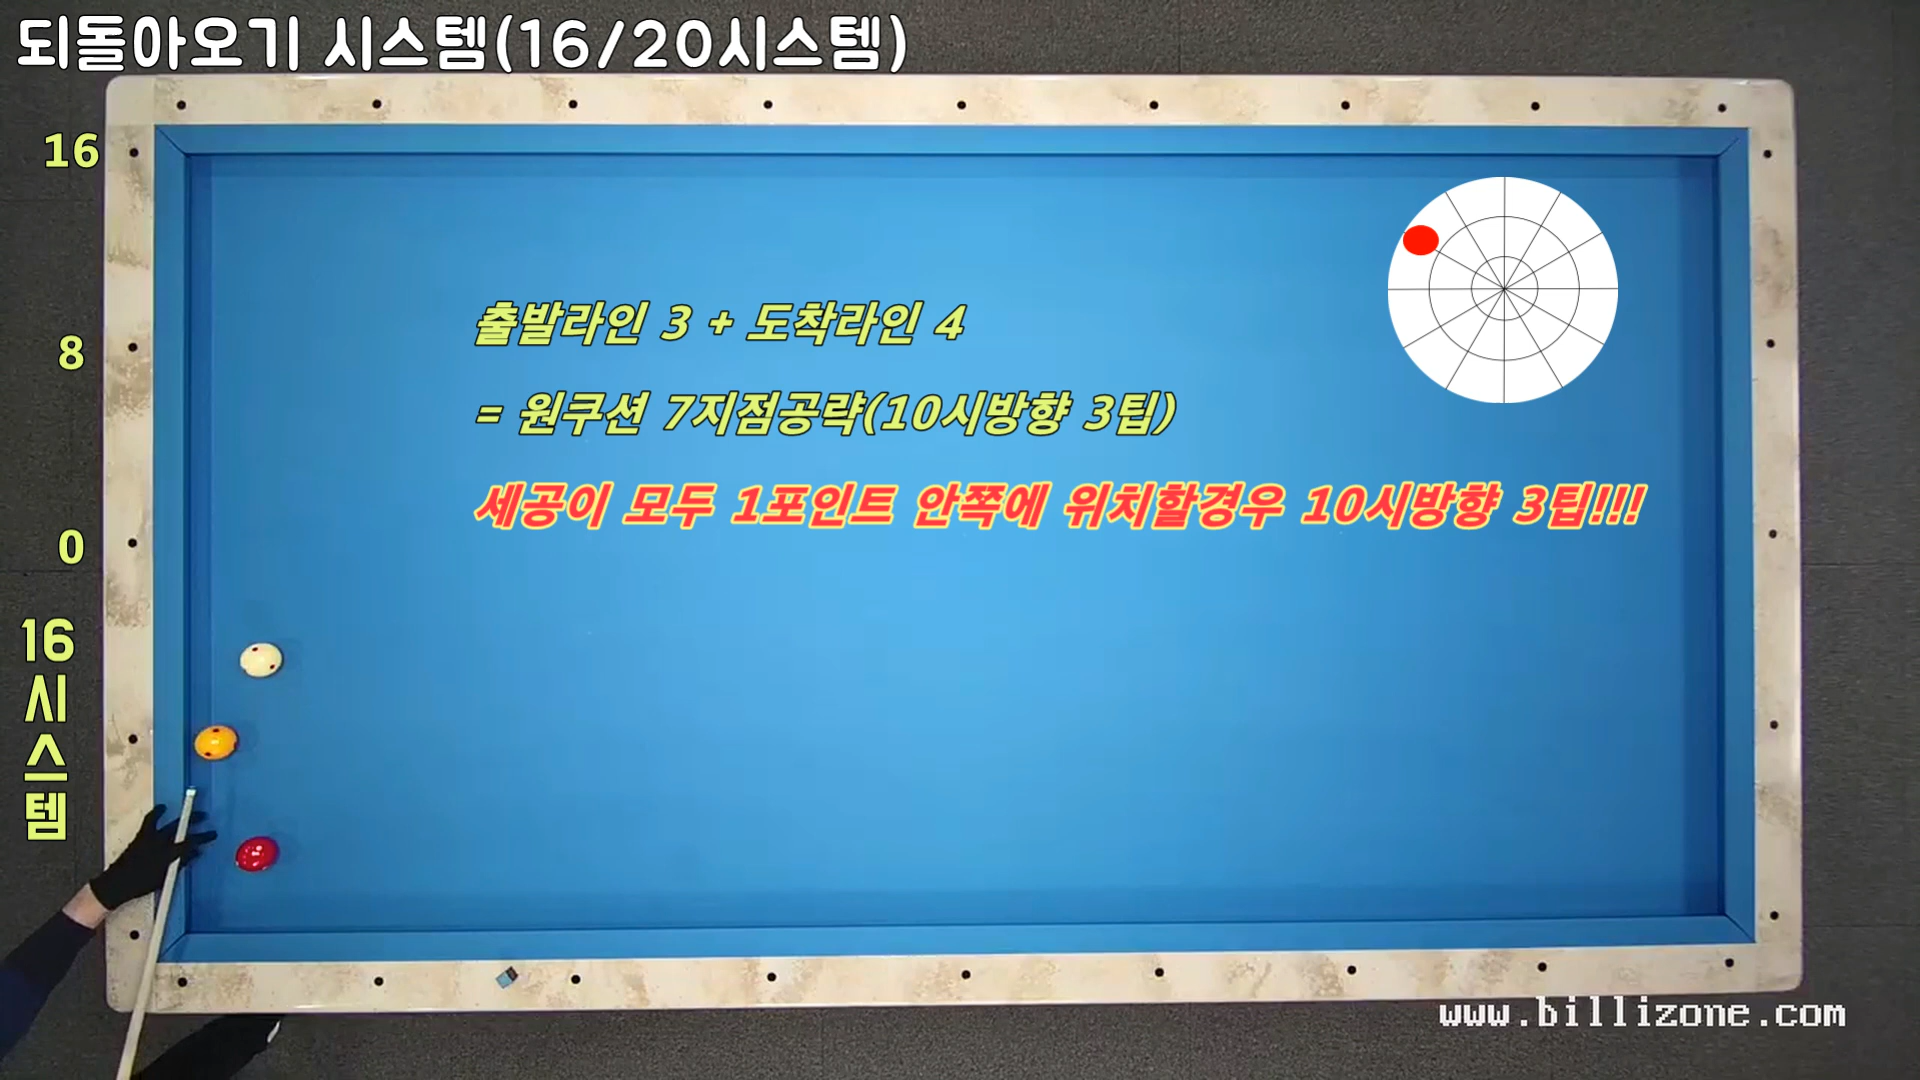 되돌아오기 시스템(16/20시스템)
16
8
0
16시스템
출발라인 3 + 도착라인 4
= 원쿠션 7지점공략(10시방향 3팁)
세공이 모두 1포인트 안쪽에 위치할경우 10시방향 3팁!!!
www.billizone.com